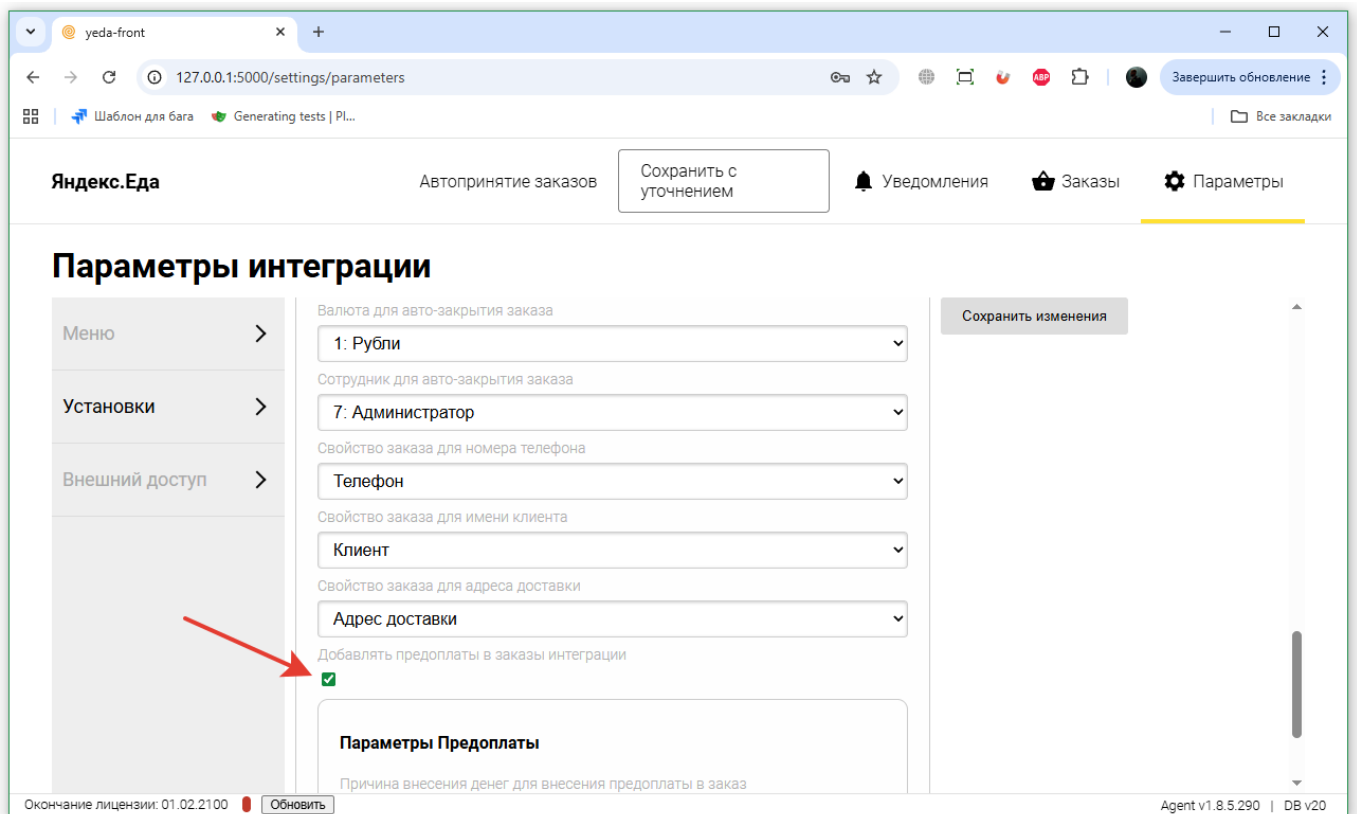 yeda-front
127.0.0.1:5000/settings/parameters
ABP
Завершить обновление
Шаблон для бага
Generating tests | Pl...
Все закладки
Яндекс.Еда
Автопринятие заказов
Сохранить с
уточнением
Уведомления
Заказы
Параметры
Параметры интеграции
Меню
Установки
Внешний доступ
Валюта для авто-закрытия заказа
1: Рубли
Сотрудник для авто-закрытия заказа
7: Администратор
Свойство заказа для номера телефона
Телефон
Свойство заказа для имени клиента
Клиент
Свойство заказа для адреса доставки
Адрес доставки
Добавлять предоплаты в заказы интеграции
Параметры Предоплаты
Причина внесения денег для внесения предоплаты в заказ
Сохранить изменения
Окончание лицензии: 01.02.2100
Обновить
Agent v1.8.5.290 | DB v20